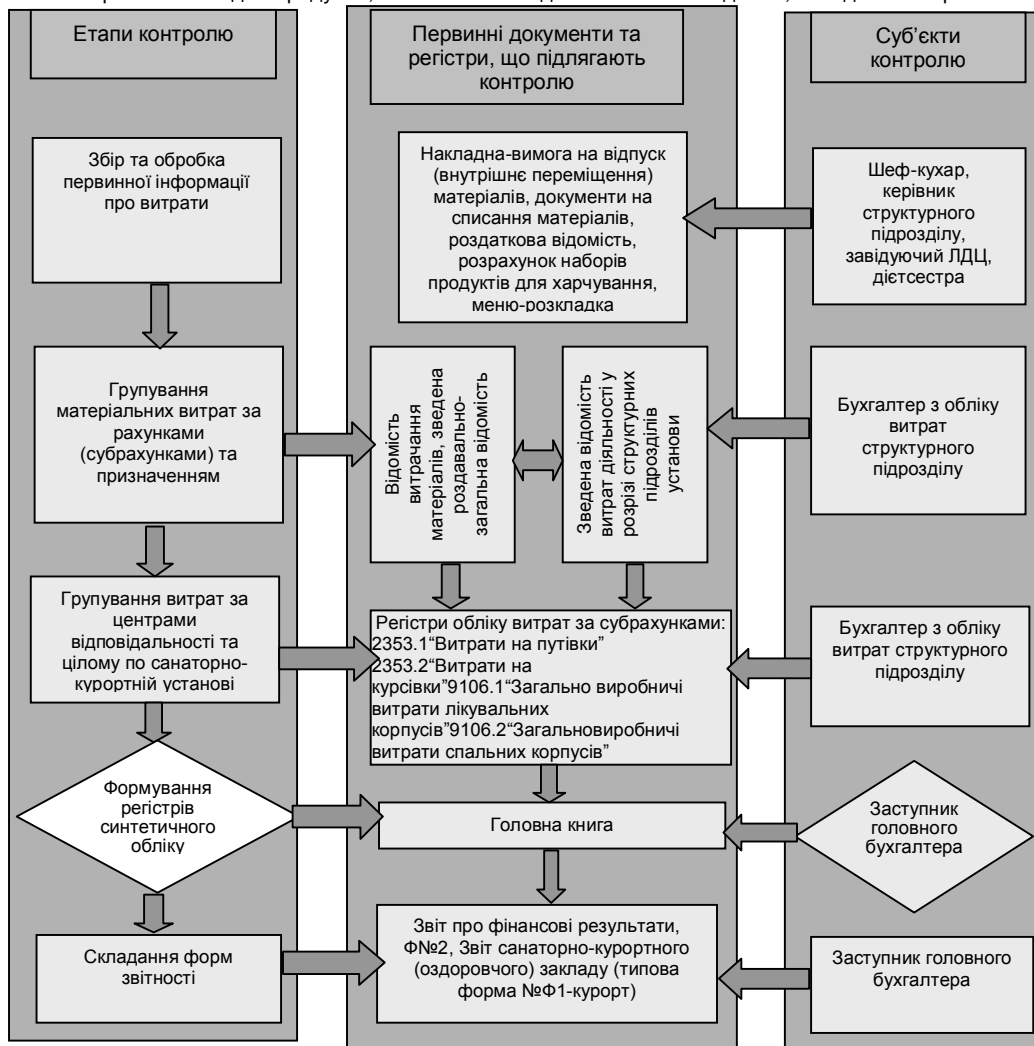 Етапи контролю
Первинні документи та
регістри, що підлягають
контролю
Суб’єкти
контролю
Збір та обробка
первинної інформації
про витрати
Накладна-вимога на відпуск
(внутрішнє переміщення)
матеріалів, документи на
списання матеріалів,
роздаткова відомість,
розрахунок наборів
продуктів для харчування,
меню-розкладка
Шеф-кухар,
керівник
структурного
підрозділу,
завідуючий ЛДЦ,
дієтсестра
Групування
матеріальних витрат за
рахунками
(субрахунками) та
призначенням
Відомість
витрачання
матеріалів, зведена
роздавально-
загальна відомість
Зведена відомість
витрат діяльності у
розрізі структурних
підрозділів
установи
Бухгалтер з обліку
витрат
структурного
підрозділу
Групування витрат за
центрами
відповідальності та
цілому по санаторно-
курортній установі
Регістри обліку витрат за субрахунками:
2353.1“Витрати на путівки”
2353.2“Витрати на
курсівки”9106.1“Загально виробничі
витрати лікувальних
корпусів”9106.2“Загальновиробничі
витрати спальних корпусів”
Бухгалтер з обліку
витрат структурного
підрозділу
Формування
регістрів
синтетичного
обліку
Головна книга
Заступник
головного
бухгалтера
Складання форм
звітності
Звіт про фінансові результати,
Ф№2, Звіт санаторно-курортного
(оздоровчого) закладу (типова
форма №Ф1-курорт)
Заступник головного
бухгалтера